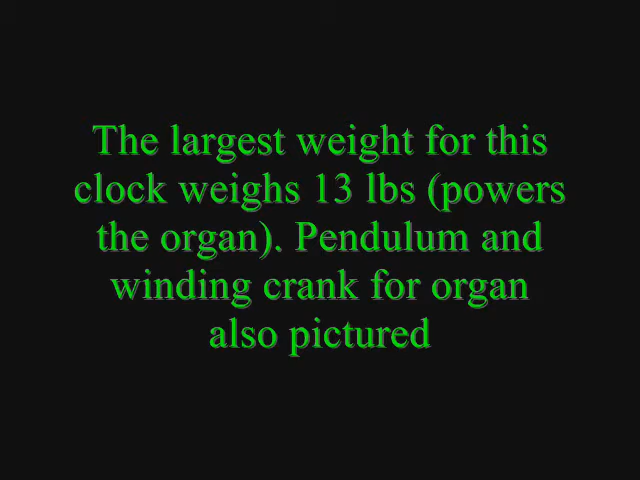 The largest weight for this
clock weighs 13 lbs (powers
the organ). Pendulum and
winding crank for organ
also pictured